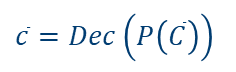 c̄ = Dec(P(C̄))